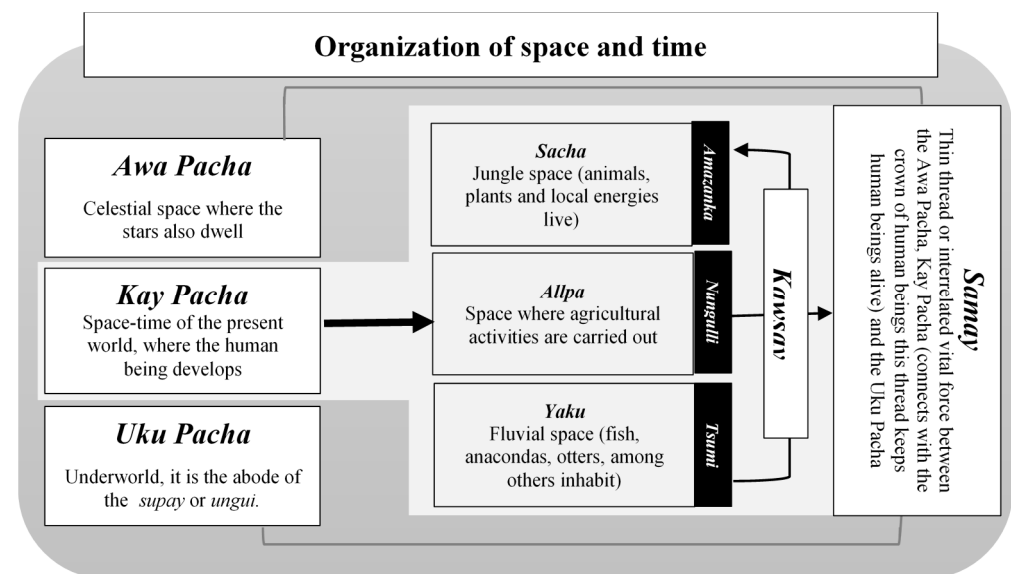 Organization of space and time
Awa Pacha
Celestial space where the
stars also dwell
Kay Pacha
Space-time of the present
world, where the human
being develops
Uku Pacha
Underworld, it is the abode of
the supay or ungui.
Sacha
Jungle space (animals,
plants and local energies
live)
Amazanka
Allpa
Space where agricultural
activities are carried out
Nungulli
Yaku
Fluvial space (fish,
anacondas, otters, among
others inhabit)
Tsumi
Kawsay
Samay
Thin thread or interrelated vital force between
the Awa Pacha, Kay Pacha (connects with the
crown of human beings this thread keeps
human beings alive) and the Uku Pacha